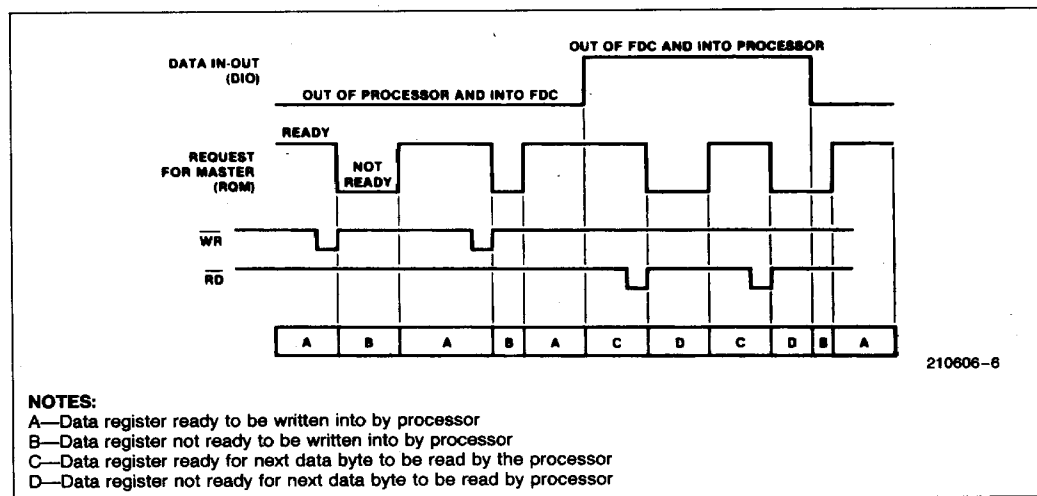 OUT OF FDC AND INTO PROCESSOR
DATA IN-OUT
(DIO)
OUT OF PROCESSOR AND INTO FDC
READY
REQUEST
FOR MASTER
(ROM)
NOT
READY
WR
RD
A B A B A C D C D B A
210606-6
NOTES:
A—Data register ready to be written into by processor
B—Data register not ready to be written into by processor
C—Data register ready for next data byte to be read by the processor
D—Data register not ready for next data byte to be read by processor